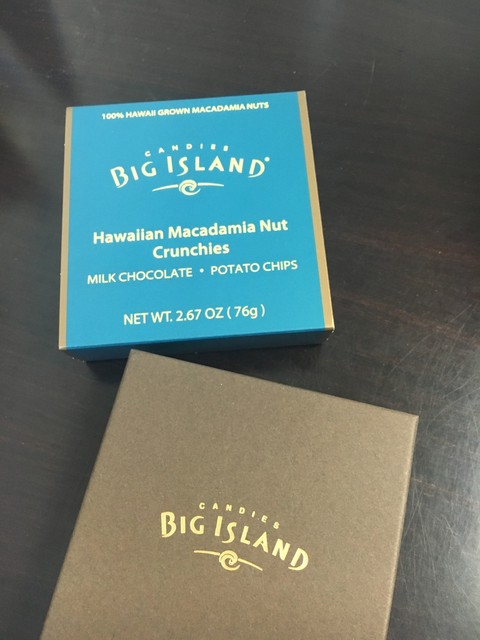 100% HAWAII GROWN MACADAMIA NUTS
CANDIES
BIG ISLAND®
Hawaiian Macadamia Nut
Crunchies
MILK CHOCOLATE • POTATO CHIPS
NET WT. 2.67 OZ ( 76g )
CANDIES
BIG ISLAND